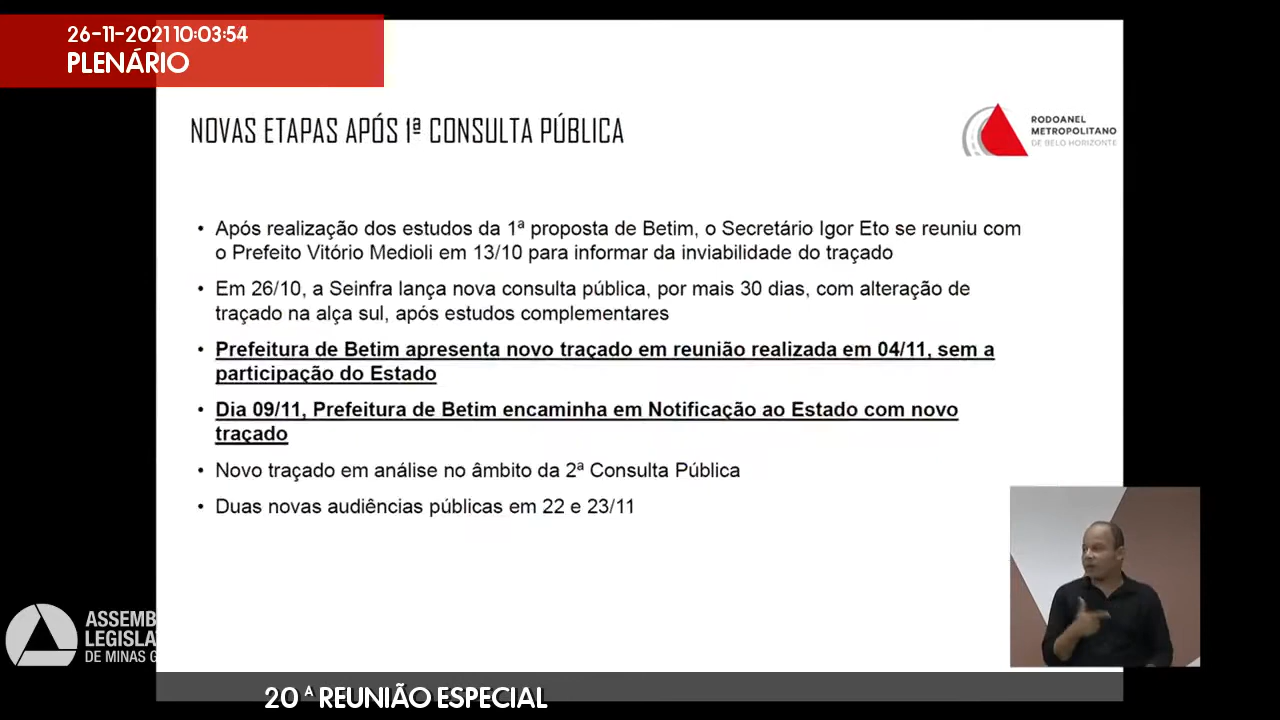 26-11-2021 10:03:54
PLENÁRIO
NOVAS ETAPAS APÓS 1ª CONSULTA PÚBLICA
RODOANEL
METROPOLITANO
DE BELO HORIZONTE
• Após realização dos estudos da 1ª proposta de Betim, o Secretário Igor Eto se reuniu com
o Prefeito Vitório Medioli em 13/10 para informar da inviabilidade do traçado
• Em 26/10, a Seinfra lança nova consulta pública, por mais 30 dias, com alteração de
traçado na alça sul, após estudos complementares
• Prefeitura de Betim apresenta novo traçado em reunião realizada em 04/11, sem a
participação do Estado
• Dia 09/11, Prefeitura de Betim encaminha em Notificação ao Estado com novo
traçado
• Novo traçado em análise no âmbito da 2ª Consulta Pública
• Duas novas audiências públicas em 22 e 23/11
ASSEMB
LEGISLA
DE MINAS G
20 ª REUNIÃO ESPECIAL